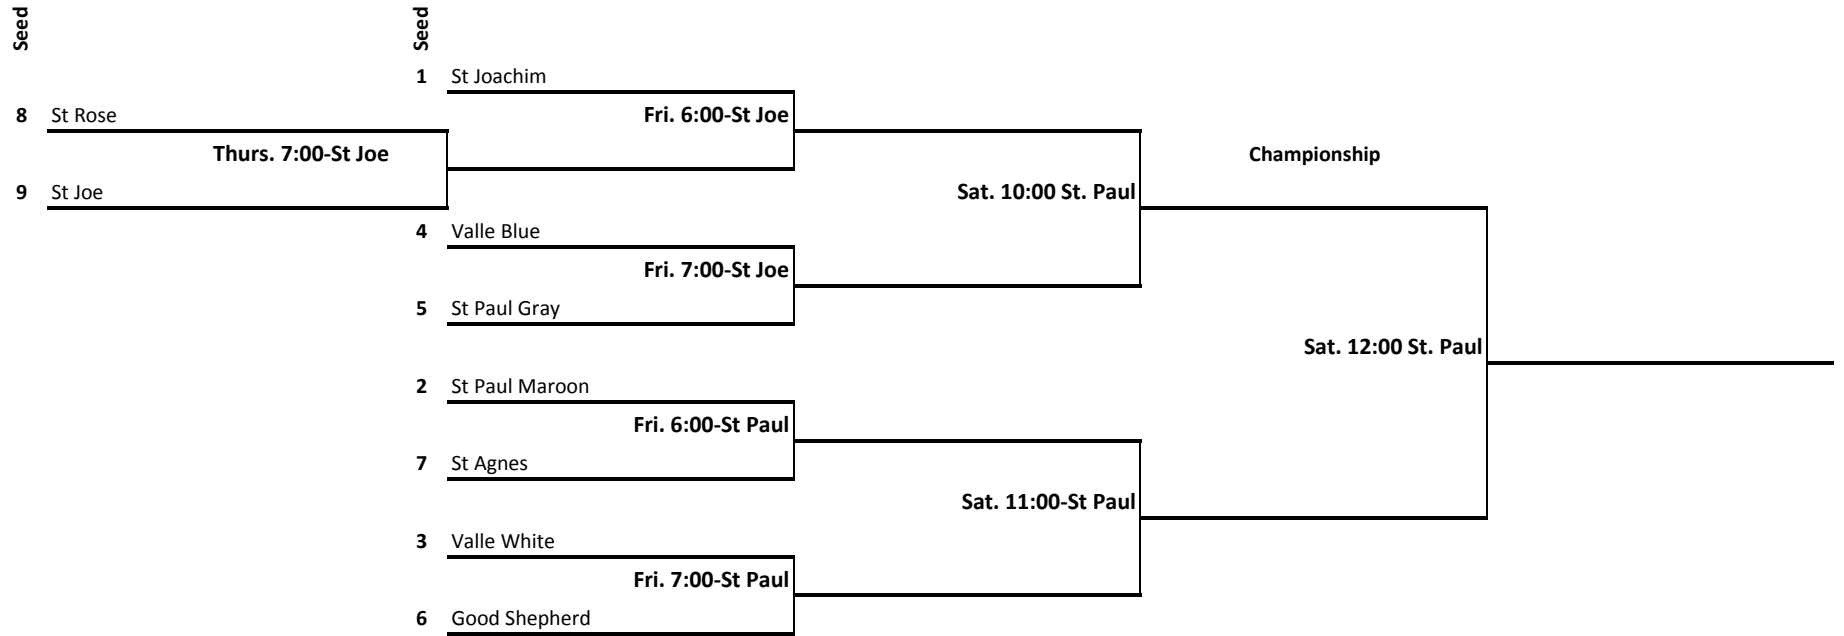 Seed
Seed
1 St Joachim
8 St Rose
Fri. 6:00-St Joe
Thurs. 7:00-St Joe
Championship
9 St Joe
Sat. 10:00 St. Paul
4 Valle Blue
Fri. 7:00-St Joe
5 St Paul Gray
Sat. 12:00 St. Paul
2 St Paul Maroon
Fri. 6:00-St Paul
7 St Agnes
Sat. 11:00-St Paul
3 Valle White
Fri. 7:00-St Paul
6 Good Shepherd